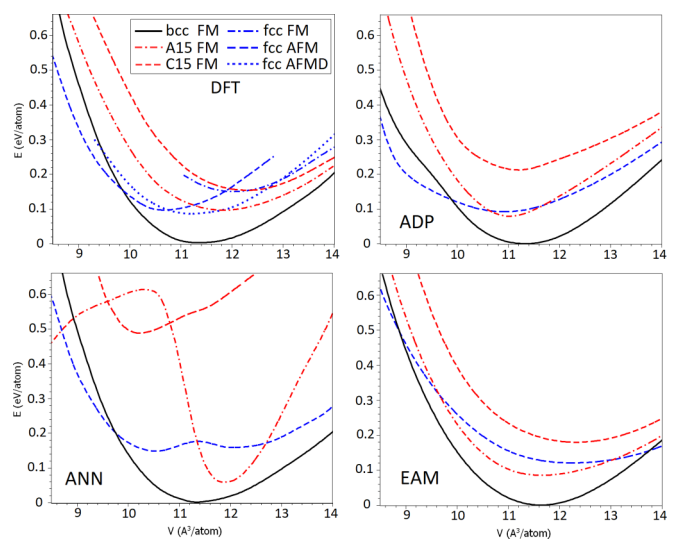 0.6
0.5
0.4
0.3
0.2
0.1
0
E (eV/atom)
bcc FM
A15 FM
C15 FM
fcc FM
fcc AFM
fcc AFMD
DFT
9 10 11 12 13 14
0.6
0.5
0.4
0.3
0.2
0.1
0
ADP
9 10 11 12 13 14
0.6
0.5
0.4
0.3
0.2
0.1
0
E (eV/atom)
ANN
9 10 11 12 13 14
V (A³/atom)
0.6
0.5
0.4
0.3
0.2
0.1
0
EAM
9 10 11 12 13 14
V (A³/atom)